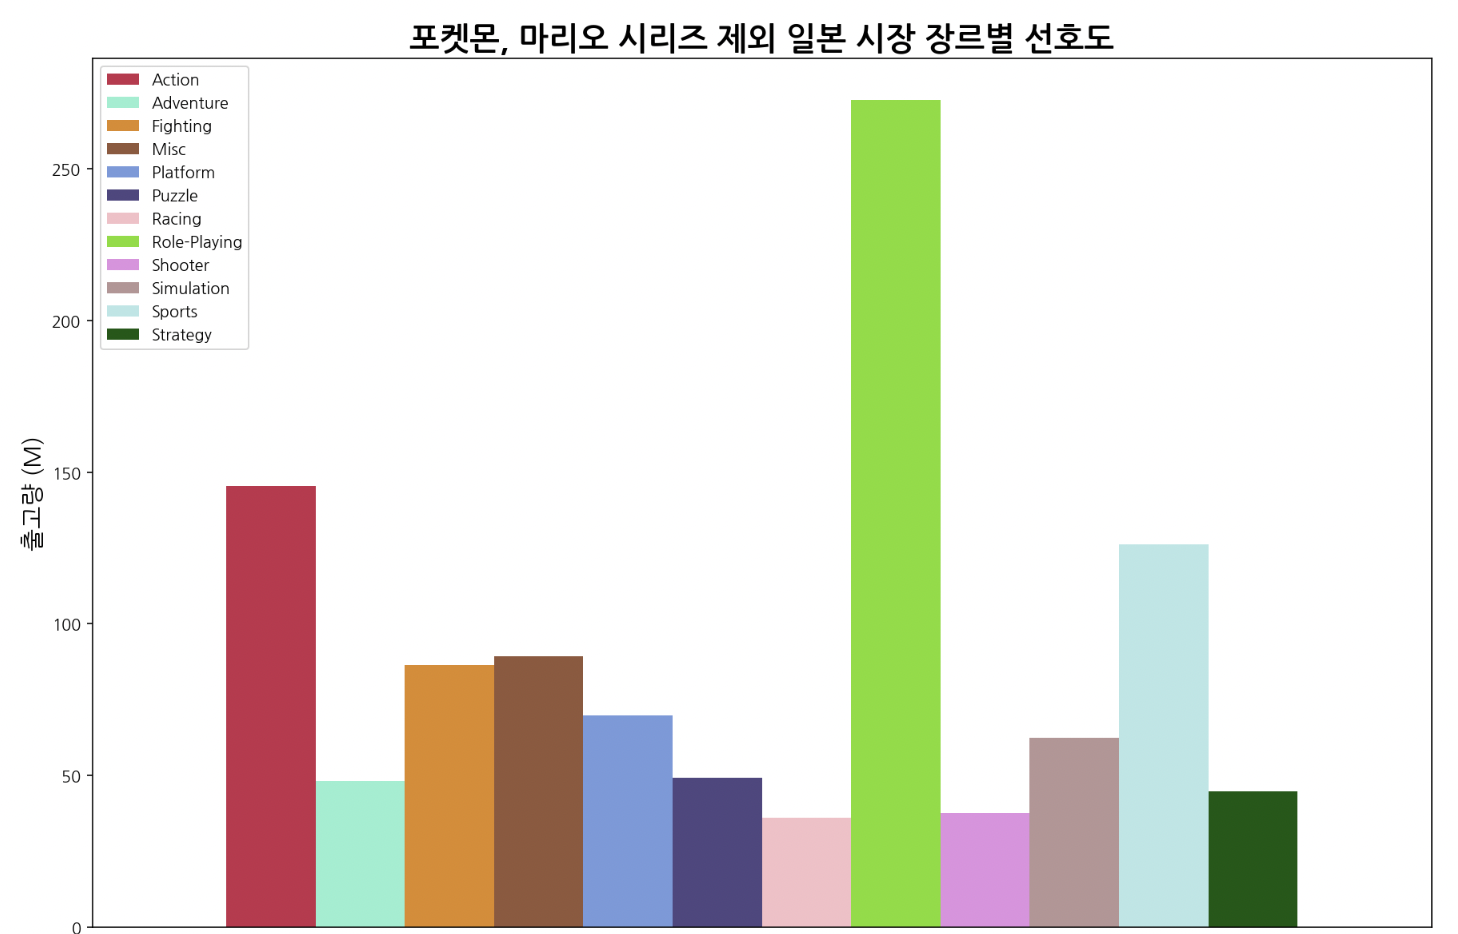 포켓몬, 마리오 시리즈 제외 일본 시장 장르별 선호도
Action
Adventure
Fighting
Misc
Platform
Puzzle
Racing
Role-Playing
Shooter
Simulation
Sports
Strategy
출고량 (M)
250
200
150
100
50
0